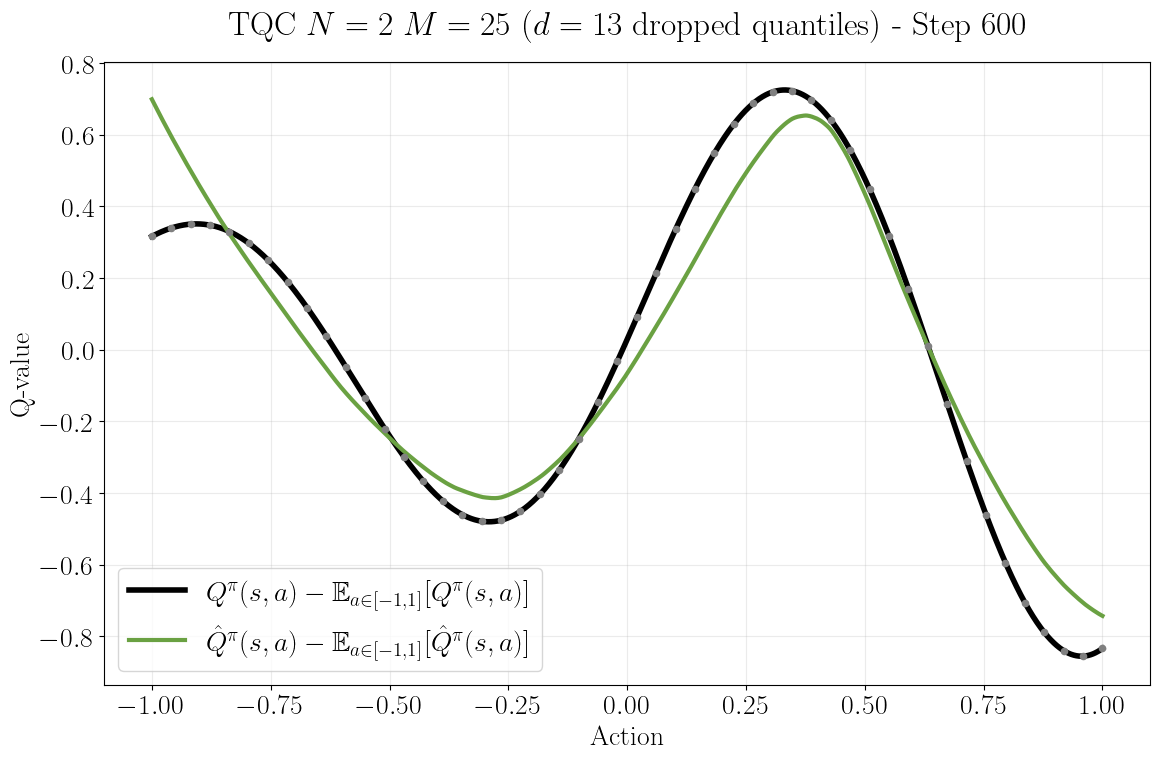 TQC N = 2 M = 25 (d = 13 dropped quantiles) - Step 600
Q-value
0.8
0.6
0.4
0.2
0.0
−0.2
−0.4
−0.6
−0.8
Q^π(s, a) − 𝔼_{a∈[−1,1]}[Q^π(s, a)]
Q̂^π(s, a) − 𝔼_{a∈[−1,1]}[Q̂^π(s, a)]
−1.00 −0.75 −0.50 −0.25 0.00 0.25 0.50 0.75 1.00
Action